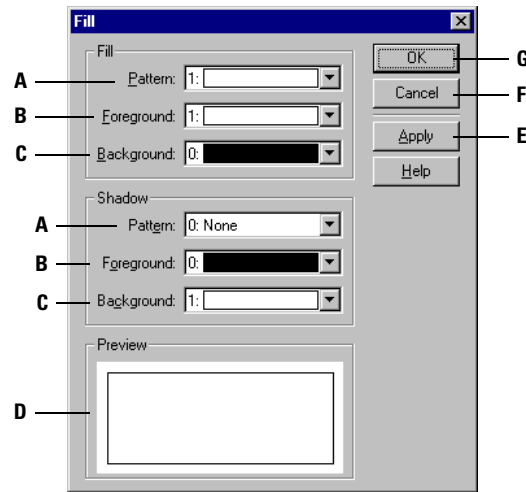 Fill
Fill
A Pattern: 1:
B Foreground: 1:
C Background: 0:
OK G
Cancel F
Apply E
Help
Shadow
A Pattern: 0: None
B Foreground: 0:
C Background: 1:
Preview
D